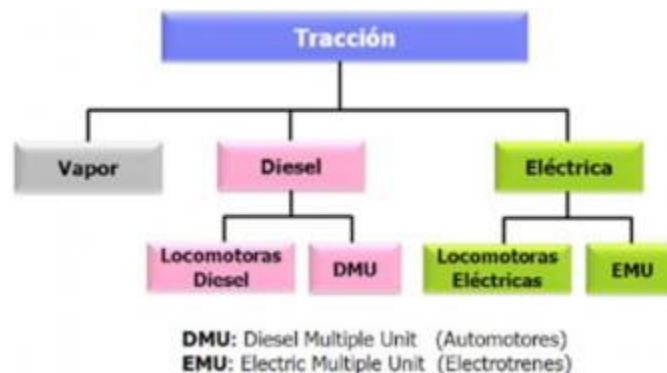 Tracción
Vapor
Diesel
Eléctrica
Locomotoras
Diesel
DMU
Locomotoras
Eléctricas
EMU
DMU: Diesel Multiple Unit (Automotores)
EMU: Electric Multiple Unit (Electrotrenes)